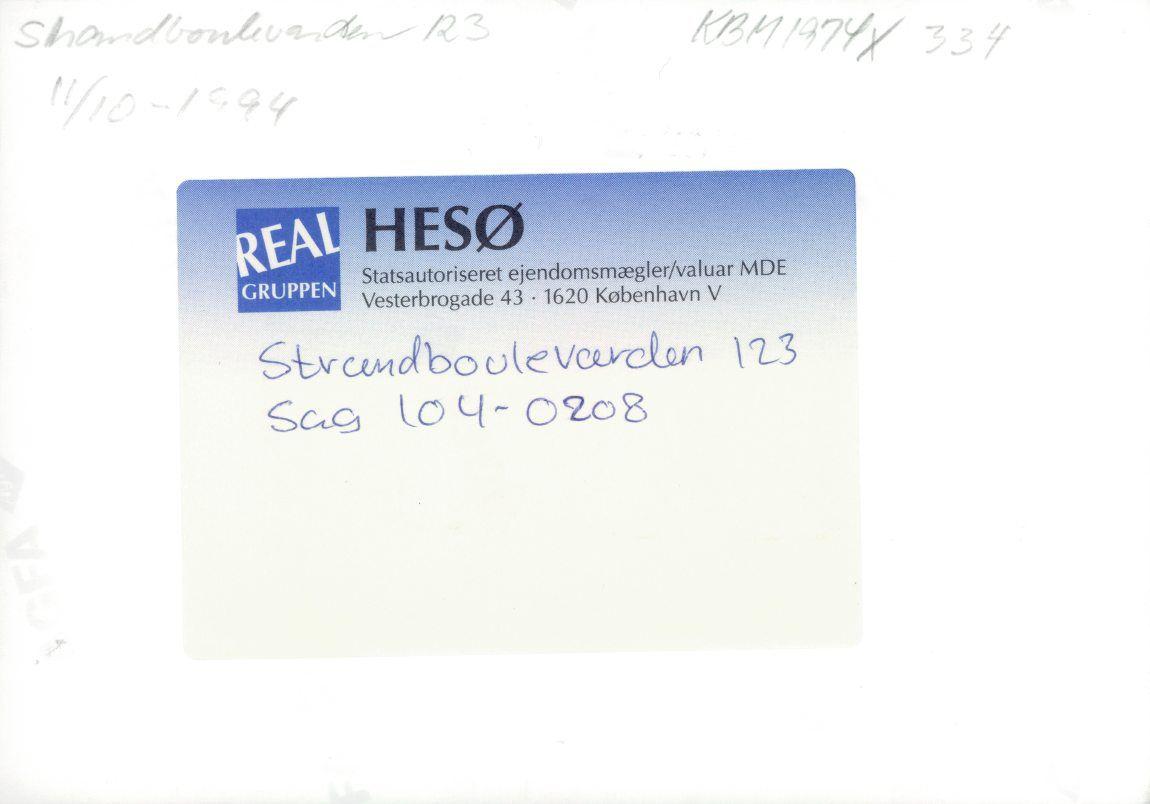 Strandboulevarden 123
KBM 1974X 334
11/10-1994
REAL
GRUPPEN
HESØ
Statsautoriseret ejendomsmægler/valuar MDE
Vesterbrogade 43 · 1620 København V
Strandboulevarden 123
Sag 104-0208